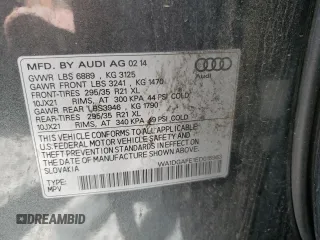 MFD. BY AUDI AG 02 14
GVWR LBS 6889 , KG 3125
GAWR FRONT LBS 3241 , KG 1470
FRONT-TIRES 295/35 R21 XL
10JX21 RIMS, AT 300 KPA 44 PSI COLD
GAWR REAR LBS3946 , KG 1790
REAR-TIRES 295/35 R21 XL
10JX21 RIMS, AT 340 KPA 49 PSI COLD
THIS VEHICLE CONFORMS TO ALL APPLICABLE
U.S.FEDERAL MOTOR VEHICLE SAFETY AND
THEFT PREVENTION STANDARDS IN EFFECT ON
THE DATE OF MANUFACTURE SHOWN ABOVE.
SLOVAKIA
TYPE:
MPV
Audi
DREAMBID